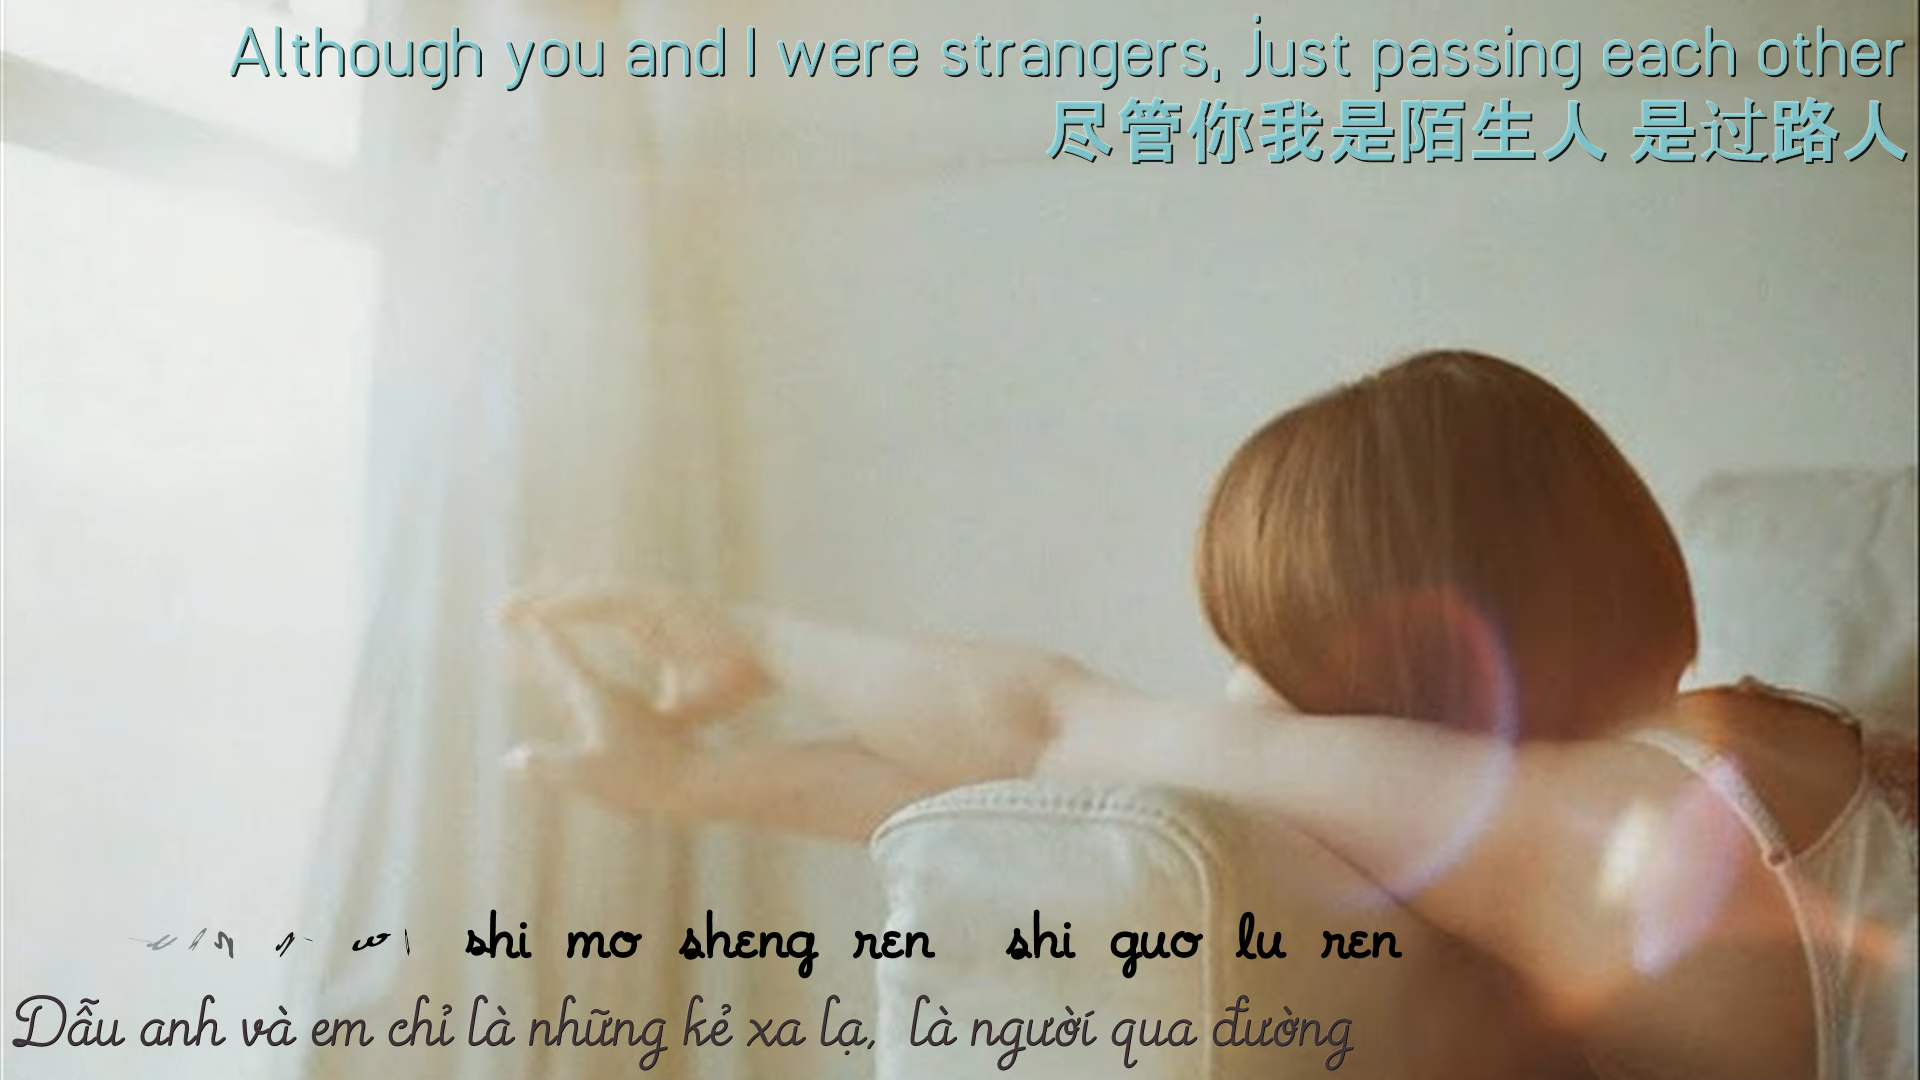 Although you and I were strangers, just passing each other
尽管你我是陌生人 是过路人
shi mo sheng ren shi guo lu ren
Dẫu anh và em chỉ là những kẻ xa lạ, là người qua đường